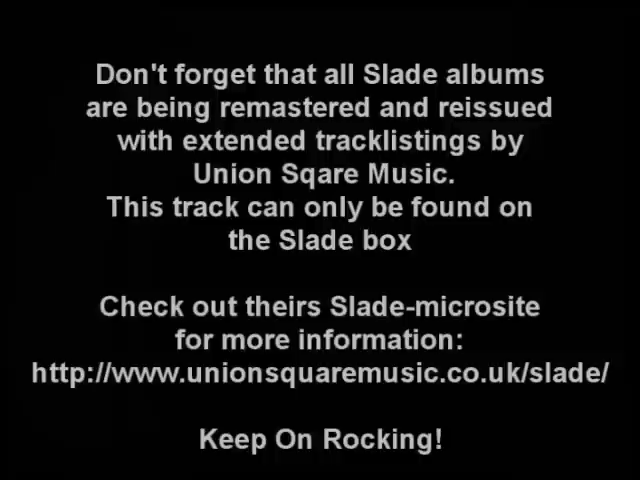 Don't forget that all Slade albums
are being remastered and reissued
with extended tracklistings by
Union Sqare Music.
This track can only be found on
the Slade box
Check out theirs Slade-microsite
for more information:
http://www.unionsquaremusic.co.uk/slade/
Keep On Rocking!